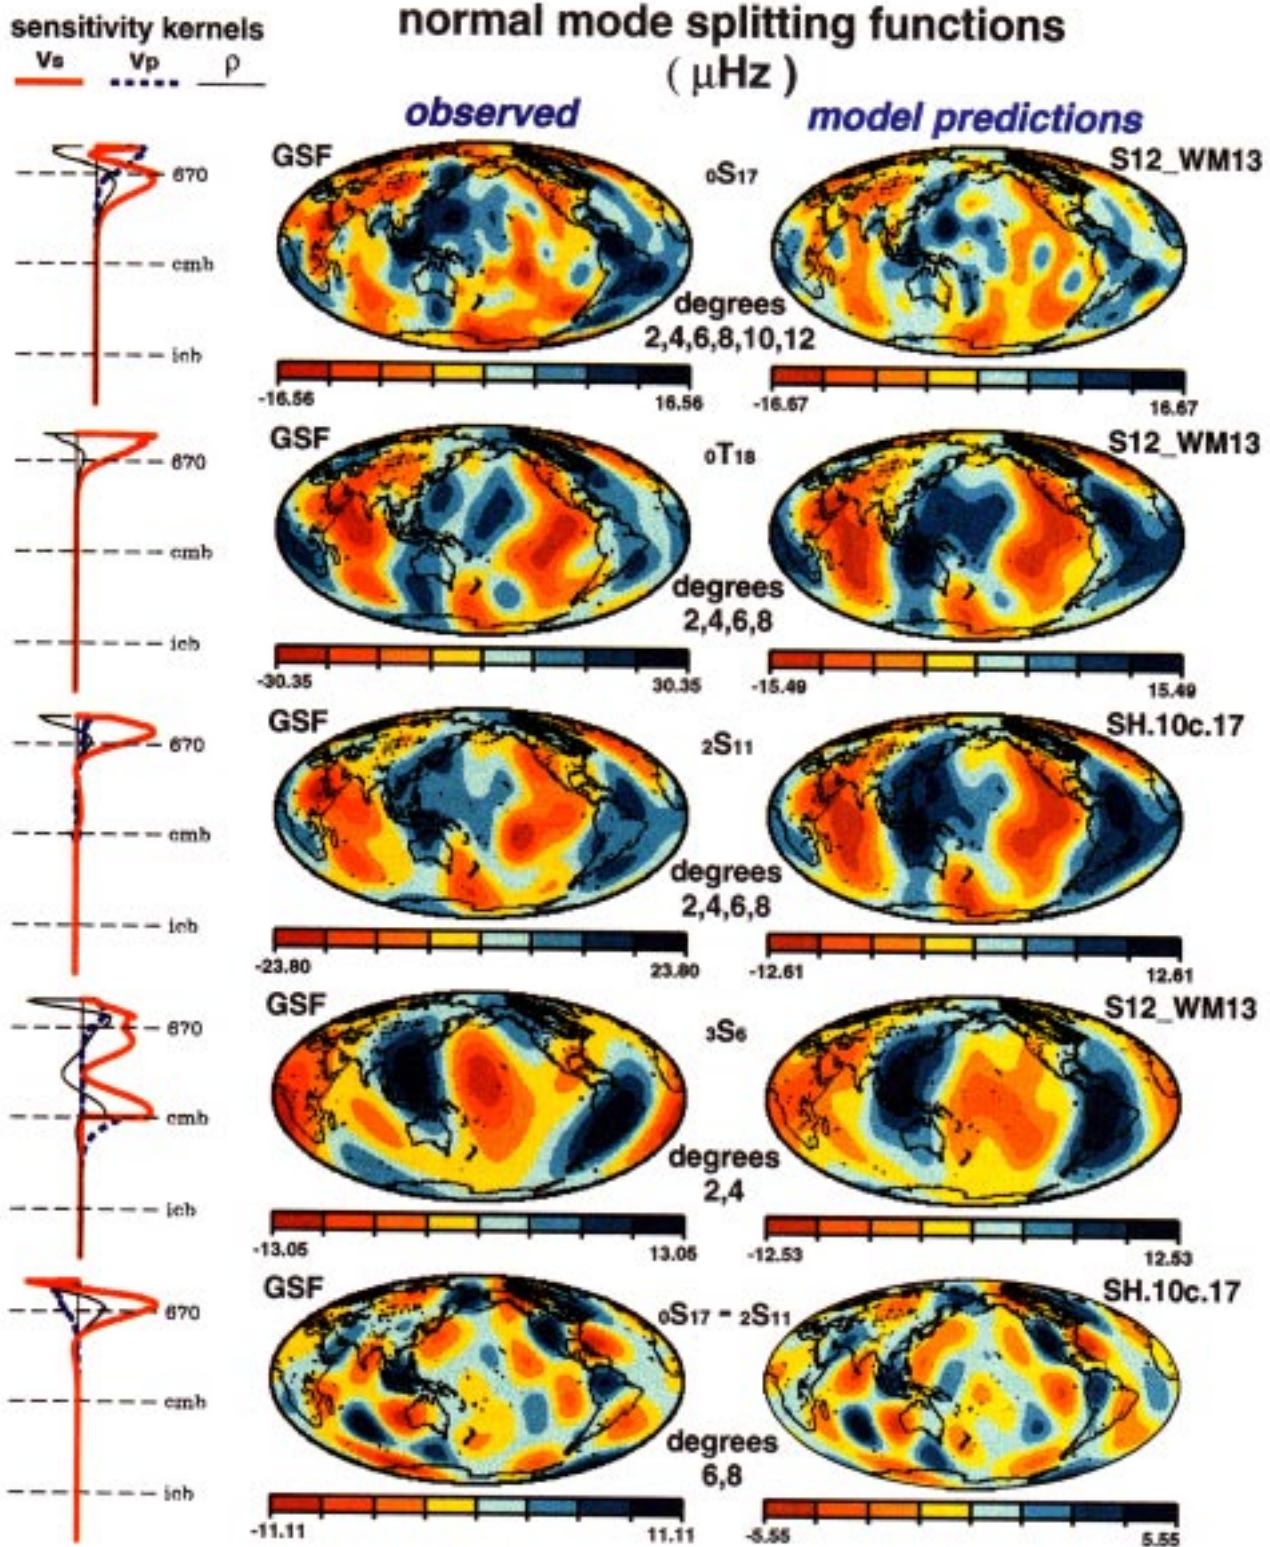 sensitivity kernels
Vs Vp ρ
normal mode splitting functions
( μHz )
observed
model predictions
GSF
0S17
S12_WM13
670
cmb
icb
degrees
2,4,6,8,10,12
-16.56 16.56
-16.67 16.67
GSF
0T18
S12_WM13
670
cmb
icb
degrees
2,4,6,8
-30.35 30.35
-15.49 15.49
GSF
2S11
SH.10c.17
670
cmb
icb
degrees
2,4,6,8
-23.80 23.80
-12.61 12.61
GSF
3S6
S12_WM13
670
cmb
icb
degrees
2,4
-13.05 13.05
-12.53 12.53
GSF
0S17 - 2S11
SH.10c.17
670
cmb
icb
degrees
6,8
-11.11 11.11
-5.55 5.55